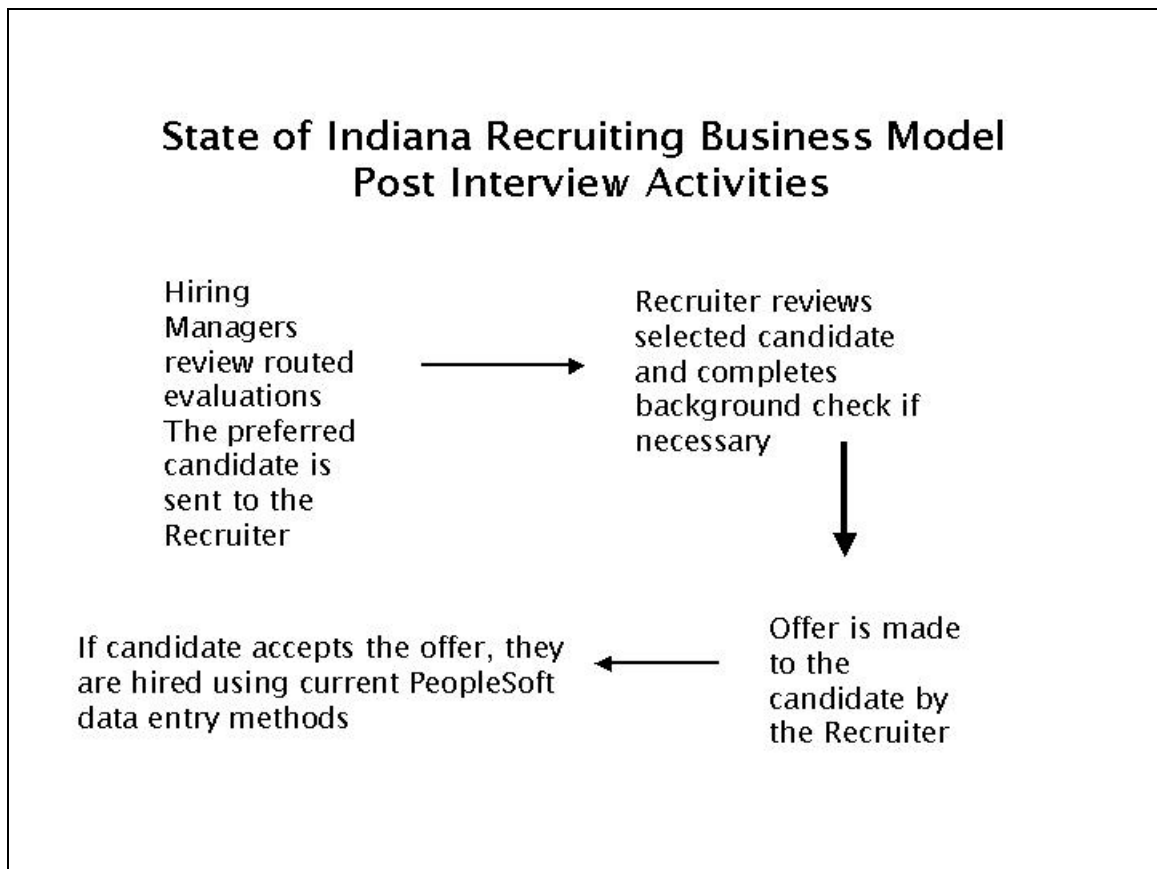 State of Indiana Recruiting Business Model
Post Interview Activities
Hiring
Managers
review routed
evaluations
The preferred
candidate is
sent to the
Recruiter
Recruiter reviews
selected candidate
and completes
background check if
necessary
Offer is made
to the
candidate by
the Recruiter
If candidate accepts the offer, they
are hired using current PeopleSoft
data entry methods